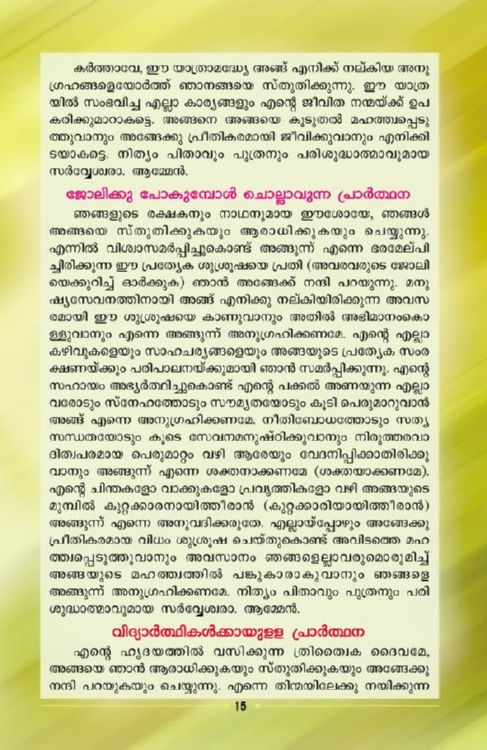 കർത്താവേ, ഈ യാത്രാമദ്ധ്യേ അങ്ങ് എനിക്ക് നല്കിയ അനു
ഗ്രഹങ്ങളെയോർത്ത് ഞാനങ്ങയെ സ്തുതിക്കുന്നു. ഈ യാത്ര
യിൽ സംഭവിച്ച എല്ലാ കാര്യങ്ങളും എന്റെ ജീവിത നന്മയ്ക്ക് ഉപ
കരിക്കുമാറാകട്ടെ. അങ്ങനെ അങ്ങയെ കൂടുതൽ മഹത്ത്വപ്പെടു
ത്തുവാനും അങ്ങേക്കു പ്രീതികരമായി ജീവിക്കുവാനും എനിക്കി
ടയാകട്ടെ. നിത്യം പിതാവും പുത്രനും പരിശുദ്ധാത്മാവുമായ
സർവ്വേശ്വരാ. ആമ്മേൻ.
ജോലിക്കു പോകുമ്പോൾ ചൊല്ലാവുന്ന പ്രാർത്ഥന
ഞങ്ങളുടെ രക്ഷകനും നാഥനുമായ ഈശോയേ, ഞങ്ങൾ
അങ്ങയെ സ്തുതിക്കുകയും ആരാധിക്കുകയും ചെയ്യുന്നു.
എന്നിൽ വിശ്വാസമർപ്പിച്ചുകൊണ്ട് അങ്ങുന്ന് എന്നെ ഭരമേല്പി
ച്ചിരിക്കുന്ന ഈ പ്രത്യേക ശുശ്രൂഷയെ പ്രതി (അവരവരുടെ ജോലി
യെക്കുറിച്ച് ഓർക്കുക) ഞാൻ അങ്ങേക്ക് നന്ദി പറയുന്നു. മനു
ഷ്യസേവനത്തിനായി അങ്ങ് എനിക്കു നല്കിയിരിക്കുന്ന അവസ
രമായി ഈ ശുശ്രൂഷയെ കാണുവാനും അതിൽ അഭിമാനംകൊ
ള്ളുവാനും എന്നെ അങ്ങുന്ന് അനുഗ്രഹിക്കണമേ. എന്റെ എല്ലാ
കഴിവുകളെയും സാഹചര്യങ്ങളെയും അങ്ങയുടെ പ്രത്യേക സംര
ക്ഷണയ്ക്കും പരിപാലനയ്ക്കുമായി ഞാൻ സമർപ്പിക്കുന്നു. എന്റെ
സഹായം അഭ്യർത്ഥിച്ചുകൊണ്ട് എന്റെ പക്കൽ അണയുന്ന എല്ലാ
വരോടും സ്നേഹത്തോടും സൗമ്യതയോടും കൂടി പെരുമാറുവാൻ
അങ്ങ് എന്നെ അനുഗ്രഹിക്കണമേ. നീതിബോധത്തോടും സത്യ
സന്ധതയോടും കൂടെ സേവനമനുഷ്ഠിക്കുവാനും നിരുത്തരവാ
ദിത്വപരമായ പെരുമാറ്റം വഴി ആരേയും വേദനിപ്പിക്കാതിരിക്കു
വാനും അങ്ങുന്ന് എന്നെ ശക്തനാക്കണമേ (ശക്തയാക്കണമേ).
എന്റെ ചിന്തകളോ വാക്കുകളോ പ്രവൃത്തികളോ വഴി അങ്ങയുടെ
മുമ്പിൽ കുറ്റക്കാരനായിത്തീരാൻ (കുറ്റക്കാരിയായിത്തീരാൻ)
അങ്ങുന്ന് എന്നെ അനുവദിക്കരുതേ. എല്ലായ്പ്പോഴും അങ്ങേക്കു
പ്രീതികരമായ വിധം ശുശ്രൂഷ ചെയ്തുകൊണ്ട് അവിടത്തെ മഹ
ത്ത്വപ്പെടുത്തുവാനും അവസാനം ഞങ്ങളെല്ലാവരുമൊരുമിച്ച്
അങ്ങയുടെ മഹത്ത്വത്തിൽ പങ്കുകാരാകുവാനും ഞങ്ങളെ
അങ്ങുന്ന് അനുഗ്രഹിക്കണമേ. നിത്യം പിതാവും പുത്രനും പരി
ശുദ്ധാത്മാവുമായ സർവ്വേശ്വരാ. ആമ്മേൻ.
വിദ്യാർത്ഥികൾക്കായുളള പ്രാർത്ഥന
എന്റെ ഹൃദയത്തിൽ വസിക്കുന്ന ത്രിത്വൈക ദൈവമേ,
അങ്ങയെ ഞാൻ ആരാധിക്കുകയും സ്തുതിക്കുകയും അങ്ങേക്കു
നന്ദി പറയുകയും ചെയ്യുന്നു. എന്നെ തിന്മയിലേക്കു നയിക്കുന്ന
15